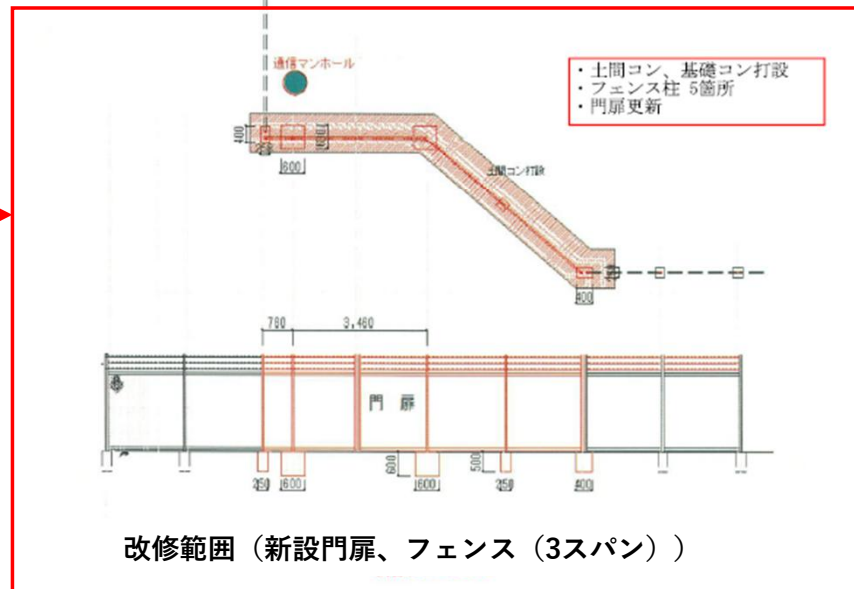 通信マンホール
・土間コン、基礎コン打設
・フェンス柱 5箇所
・門扉更新
400
600
土間コン打設
400
760
3,460
門 扉
600
500
250
600
600
250
400
改修範囲（新設門扉、フェンス（3スパン））